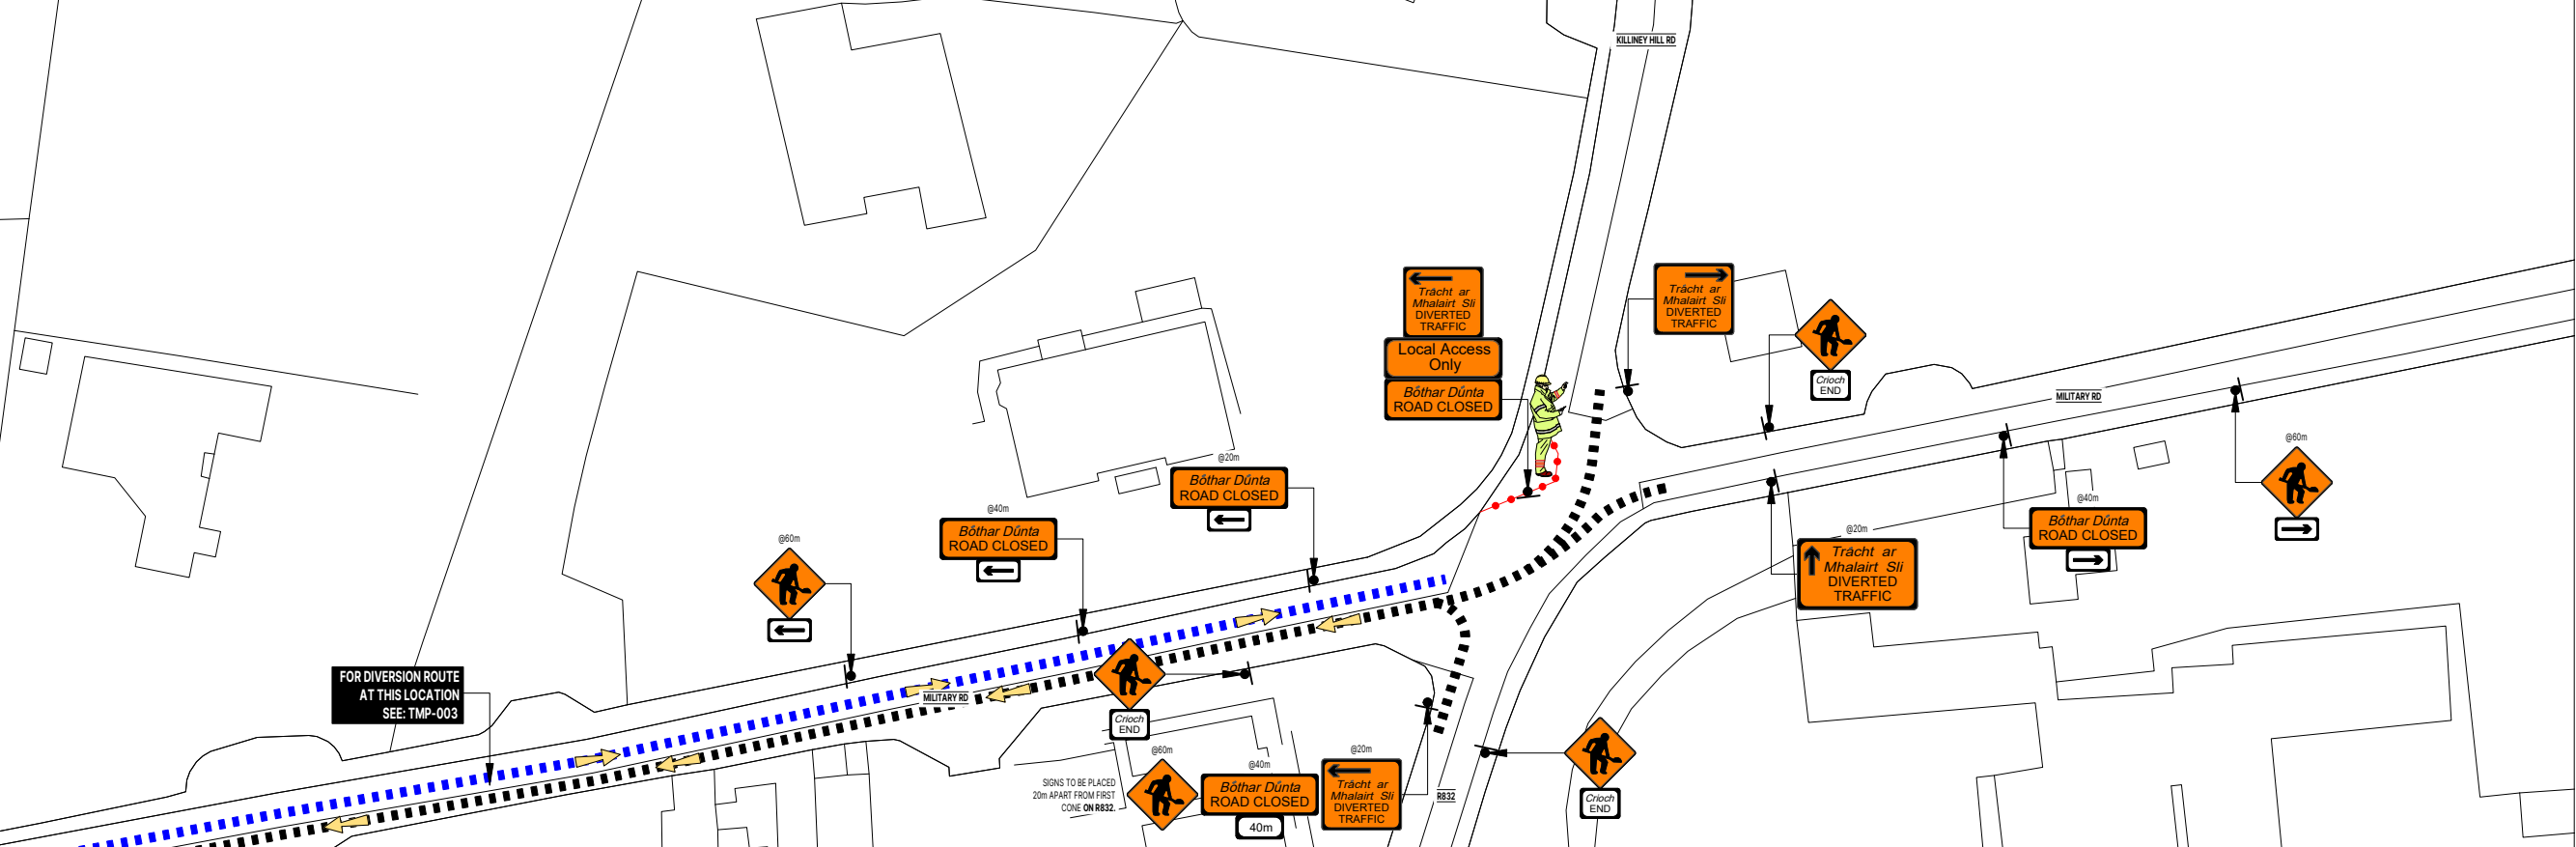 KILLINEY HILL RD
Trácht ar
Mhalairt Slí
DIVERTED
TRAFFIC
Local Access
Only
Bóthar Dúnta
ROAD CLOSED
Trácht ar
Mhalairt Slí
DIVERTED
TRAFFIC
Crioch
END
MILITARY RD
@60m
@20m
Bóthar Dúnta
ROAD CLOSED
@40m
Bóthar Dúnta
ROAD CLOSED
@60m
@40m
Bóthar Dúnta
ROAD CLOSED
@20m
Trácht ar
Mhalairt Slí
DIVERTED
TRAFFIC
FOR DIVERSION ROUTE
AT THIS LOCATION
SEE: TMP-003
MILITARY RD
Crioch
END
@60m
SIGNS TO BE PLACED
20m APART FROM FIRST
CONE ON R832.
@40m
Bóthar Dúnta
ROAD CLOSED
40m
@20m
Trácht ar
Mhalairt Slí
DIVERTED
TRAFFIC
R832
Crioch
END